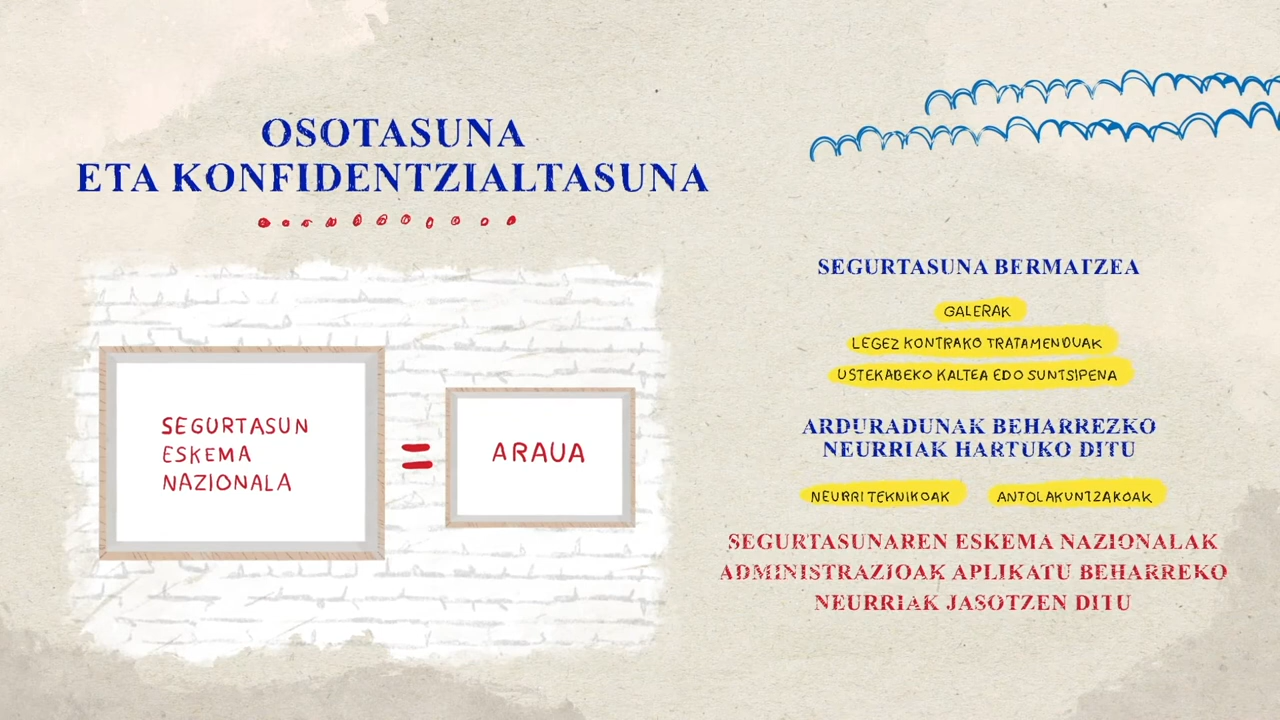 OSOTASUNA
ETA KONFIDENTZIALTASUNA
SEGURTASUN
ESKEMA
NAZIONALA
=
ARAUA
SEGURTASUNA BERMATZEA
GALERAK
LEGEZ KONTRAKO TRATAMENDUAK
USTEKABEKO KALTEA EDO SUNTSIPENA
ARDURADUNAK BEHARREZKO
NEURRIAK HARTUKO DITU
NEURRI TEKNIKOAK
ANTOLAKUNTZAKOAK
SEGURTASUNAREN ESKEMA NAZIONALAK
ADMINISTRAZIOAK APLIKATU BEHARREKO
NEURRIAK JASOTZEN DITU